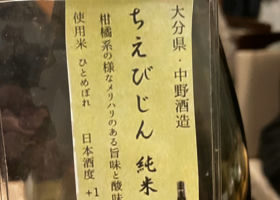 大分県・中野酒造
ちえびじん 純米
柑橘系の様なメリハリのある旨味と酸味
使用米 ひとめぼれ
日本酒度 +1